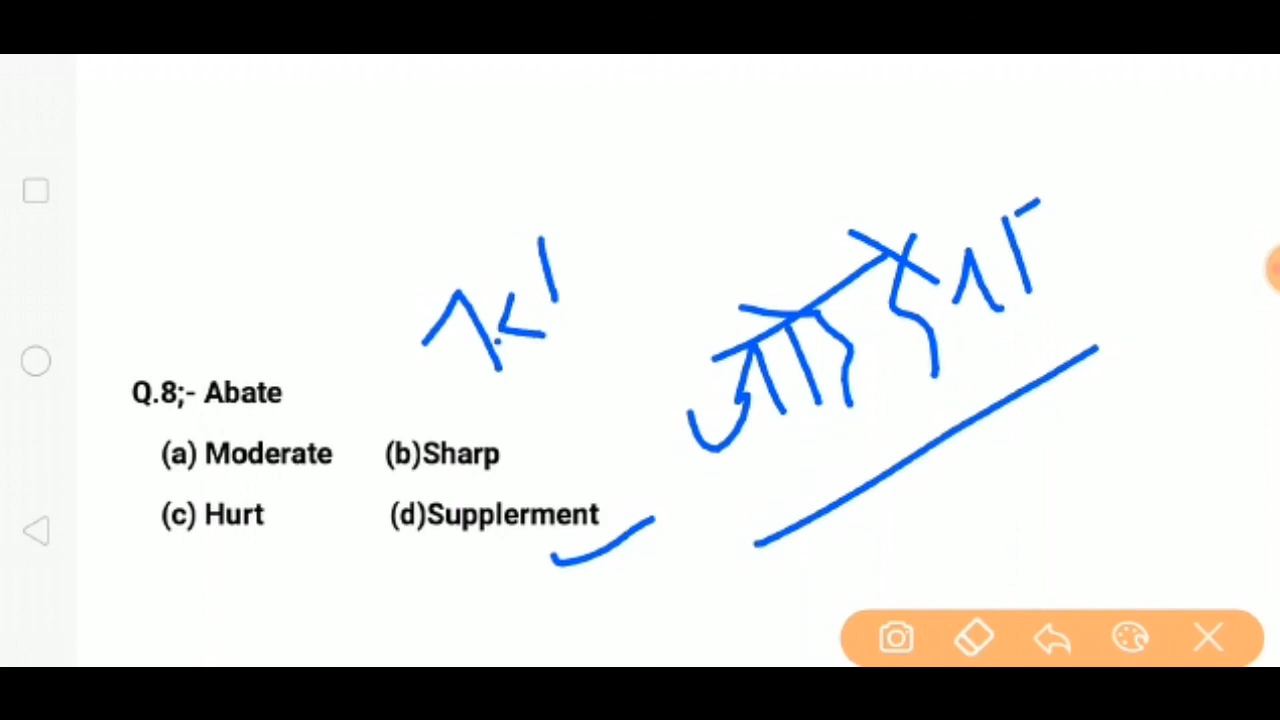 Q.8;- Abate
(a) Moderate (b)Sharp
(c) Hurt (d)Supplerment